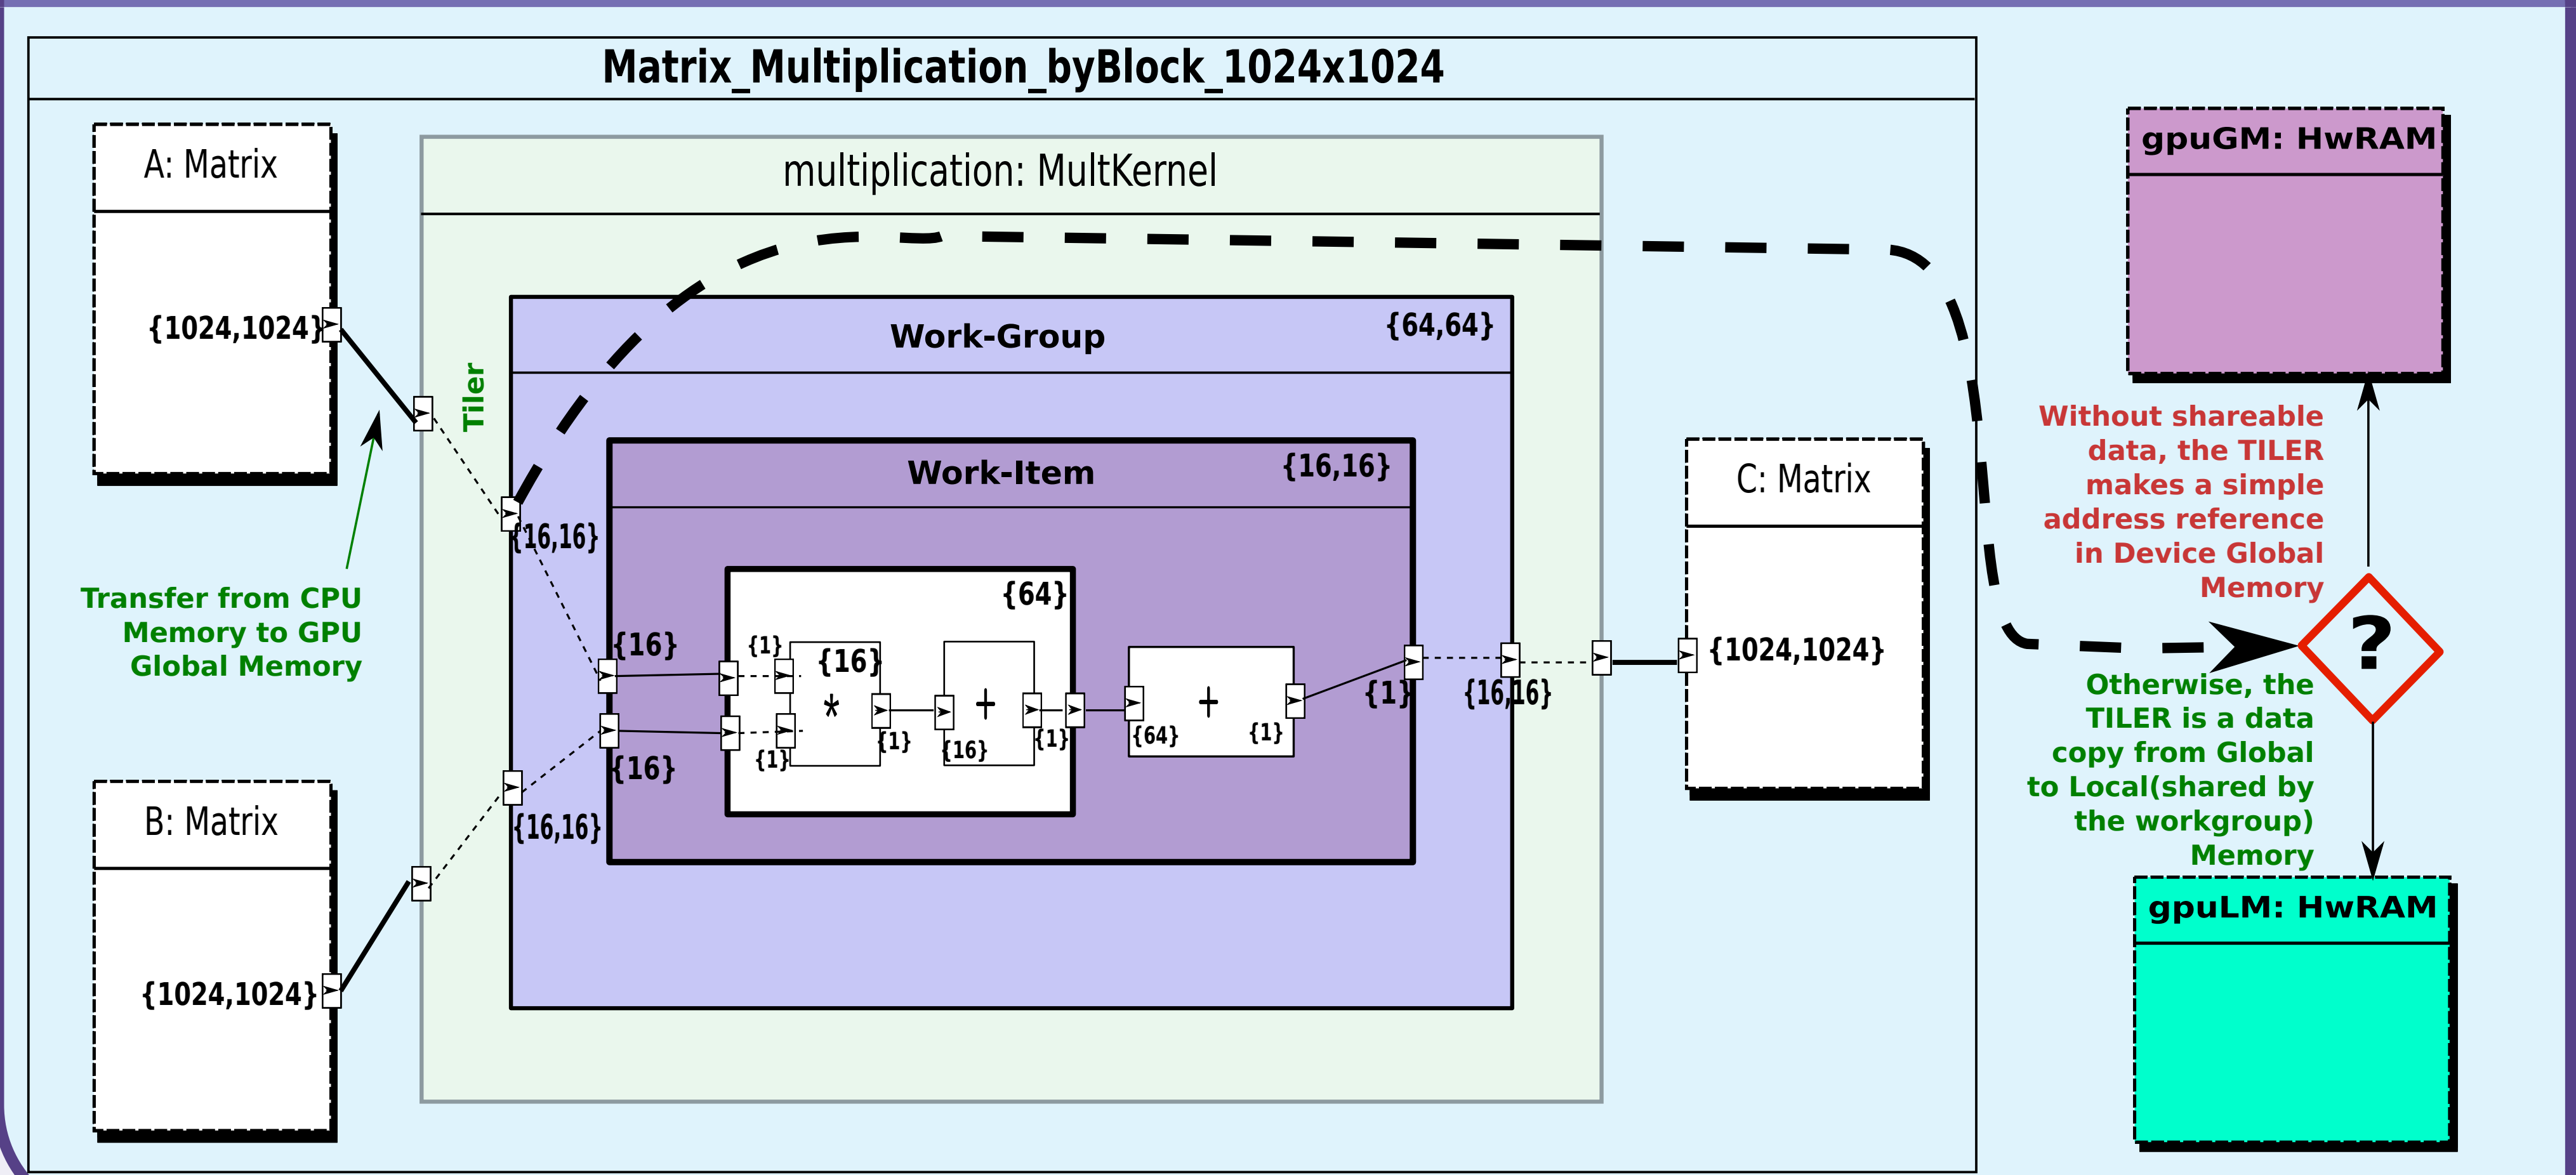 Matrix_Multiplication_byBlock_1024x1024
A: Matrix
{1024,1024}
Transfer from CPU
Memory to GPU
Global Memory
B: Matrix
{1024,1024}
multiplication: MultKernel
Tiler
Work-Group
{64,64}
{16,16}
{16,16}
Work-Item
{16,16}
{16}
{16}
{64}
{1}
{16}
*
{1}
{1}
+
{16}
{1}
+
{64}
{1}
{1}
{16,16}
C: Matrix
{1024,1024}
gpuGM: HwRAM
Without shareable
data, the TILER
makes a simple
address reference
in Device Global
Memory
?
Otherwise, the
TILER is a data
copy from Global
to Local(shared by
the workgroup)
Memory
gpuLM: HwRAM